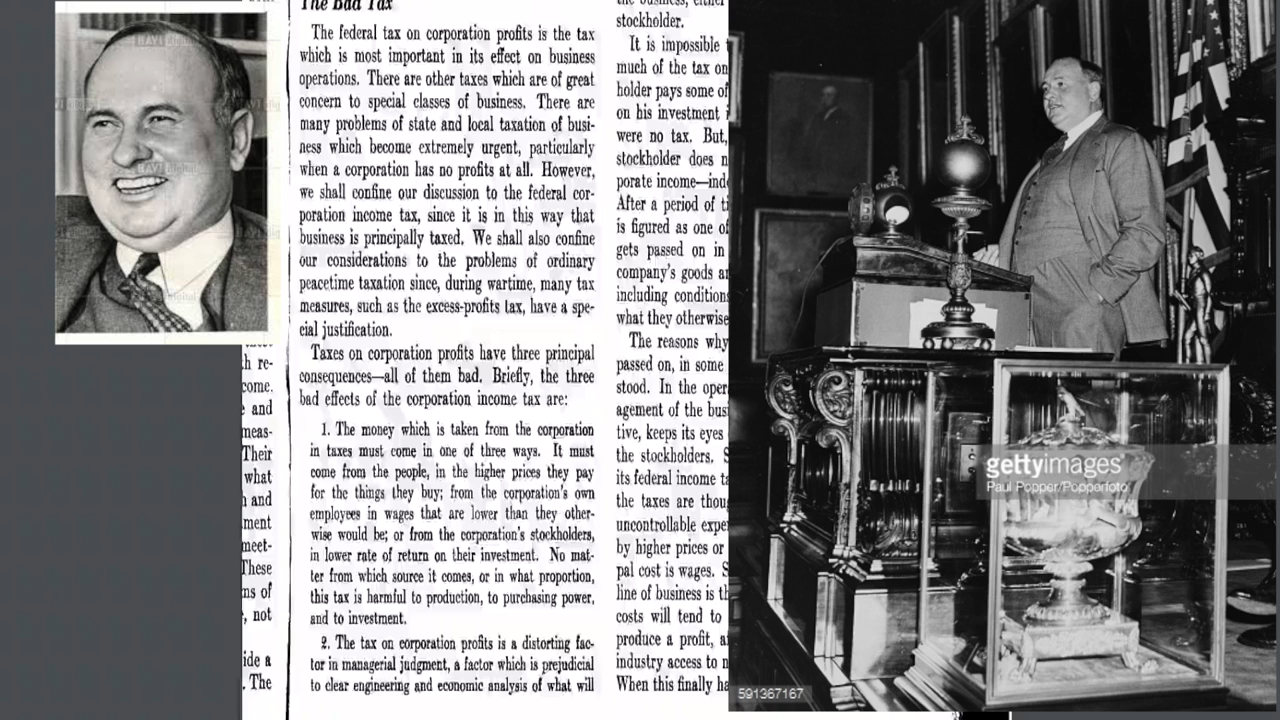 The Bad Tax
The federal tax on corporation profits is the tax
which is most important in its effect on business
operations. There are other taxes which are of great
concern to special classes of business. There are
many problems of state and local taxation of busi-
ness which become extremely urgent, particularly
when a corporation has no profits at all. However,
we shall confine our discussion to the federal cor-
poration income tax, since it is in this way that
business is principally taxed. We shall also confine
our considerations to the problems of ordinary
peacetime taxation since, during wartime, many tax
measures, such as the excess-profits tax, have a spe-
cial justification.
Taxes on corporation profits have three principal
consequences—all of them bad. Briefly, the three
bad effects of the corporation income tax are:
1. The money which is taken from the corporation
in taxes must come in one of three ways. It must
come from the people, in the higher prices they pay
for the things they buy; from the corporation's own
employees in wages that are lower than they other-
wise would be; or from the corporation's stockholders,
in lower rate of return on their investment. No mat-
ter from which source it comes, or in what proportion,
this tax is harmful to production, to purchasing power,
and to investment.
2. The tax on corporation profits is a distorting fac-
tor in managerial judgment, a factor which is prejudicial
to clear engineering and economic analysis of what will
h re-
come.
and
meas-
Their
what
and
ment
meet-
These
ms of
, not
ide a
. The
the business, either
stockholder.
It is impossible
much of the tax on
holder pays some of
on his investment
were no tax. But,
stockholder does n
porate income—ind
After a period of ti
is figured as one of
gets passed on in
company's goods a
including conditions
what they otherwise
The reasons why
passed on, in some
stood. In the oper
agement of the busi
tive, keeps its eyes
the stockholders. S
its federal income ta
the taxes are thou
uncontrollable expe
by higher prices or
pal cost is wages. S
line of business is th
costs will tend to
produce a profit, a
industry access to n
When this finally ha
gettyimages
Paul Popper/Popperfoto
591367167
HAVI digital